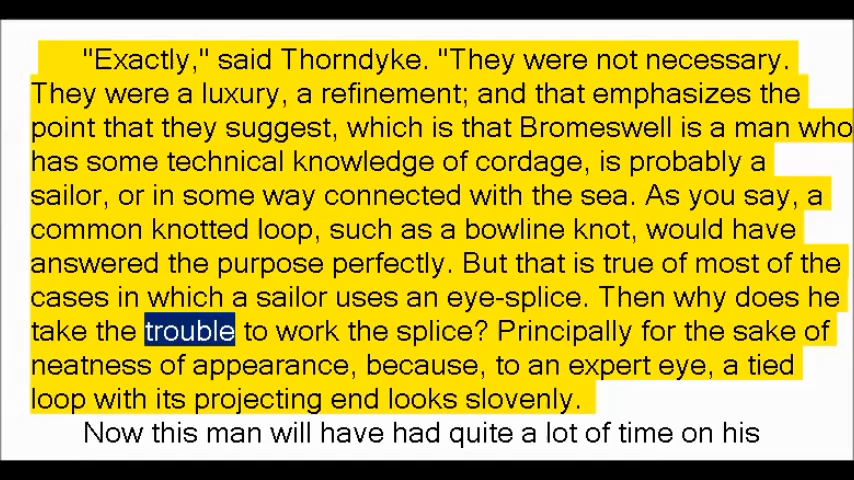 "Exactly," said Thorndyke. "They were not necessary.
They were a luxury, a refinement; and that emphasizes the
point that they suggest, which is that Bromeswell is a man who
has some technical knowledge of cordage, is probably a
sailor, or in some way connected with the sea. As you say, a
common knotted loop, such as a bowline knot, would have
answered the purpose perfectly. But that is true of most of the
cases in which a sailor uses an eye-splice. Then why does he
take the trouble to work the splice? Principally for the sake of
neatness of appearance, because, to an expert eye, a tied
loop with its projecting end looks slovenly.
Now this man will have had quite a lot of time on his